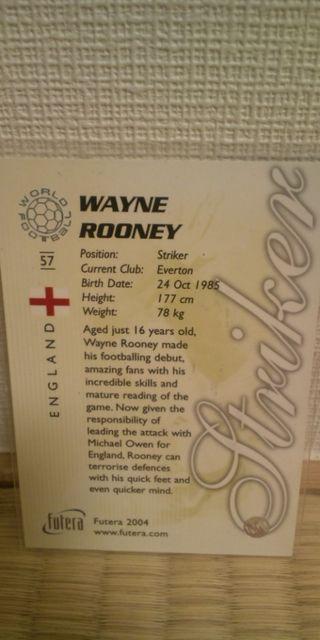 WORLD FOOTBALL
WAYNE
ROONEY
57
ENGLAND
Position: Striker
Current Club: Everton
Birth Date: 24 Oct 1985
Height: 177 cm
Weight: 78 kg
Aged just 16 years old,
Wayne Rooney made
his footballing debut,
amazing fans with his
incredible skills and
mature reading of the
game. Now given the
responsibility of
leading the attack with
Michael Owen for
England, Rooney can
terrorise defences
with his quick feet and
even quicker mind.
Striker
futera
Futera 2004
www.futera.com